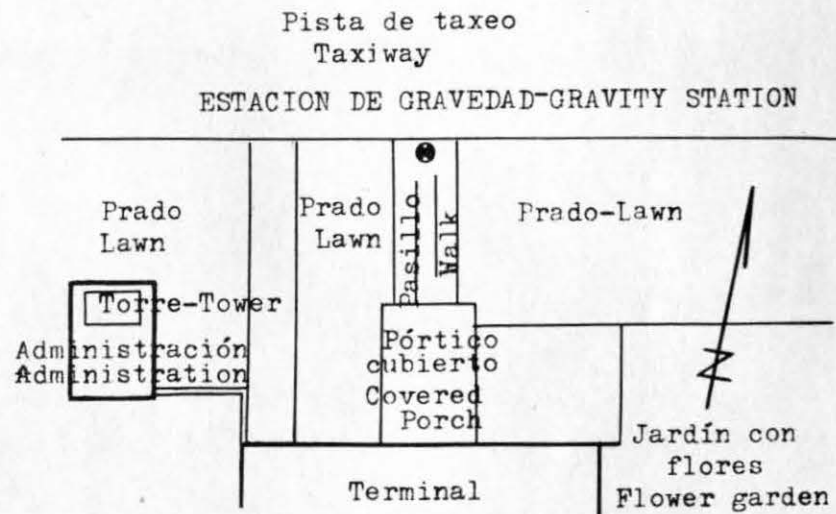 Pista de taxeo
Taxiway
ESTACION DE GRAVEDAD-GRAVITY STATION
Prado
Lawn
Prado
Lawn
Pasillo
Walk
Prado-Lawn
Torre-Tower
Administración
Administration
Pórtico
cubierto
Covered
Porch
N
Jardín con
flores
Flower garden
Terminal